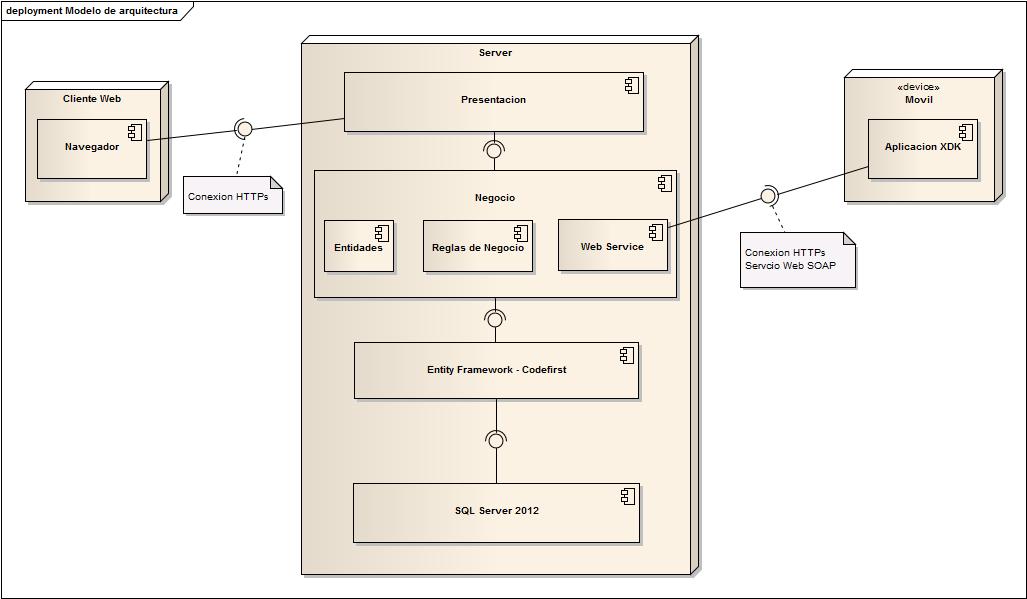 deployment Modelo de arquitectura
Server
Cliente Web
Navegador
Conexion HTTPs
Presentacion
«device»
Movil
Aplicacion XDK
Negocio
Entidades
Reglas de Negocio
Web Service
Conexion HTTPs
Servcio Web SOAP
Entity Framework - Codefirst
SQL Server 2012